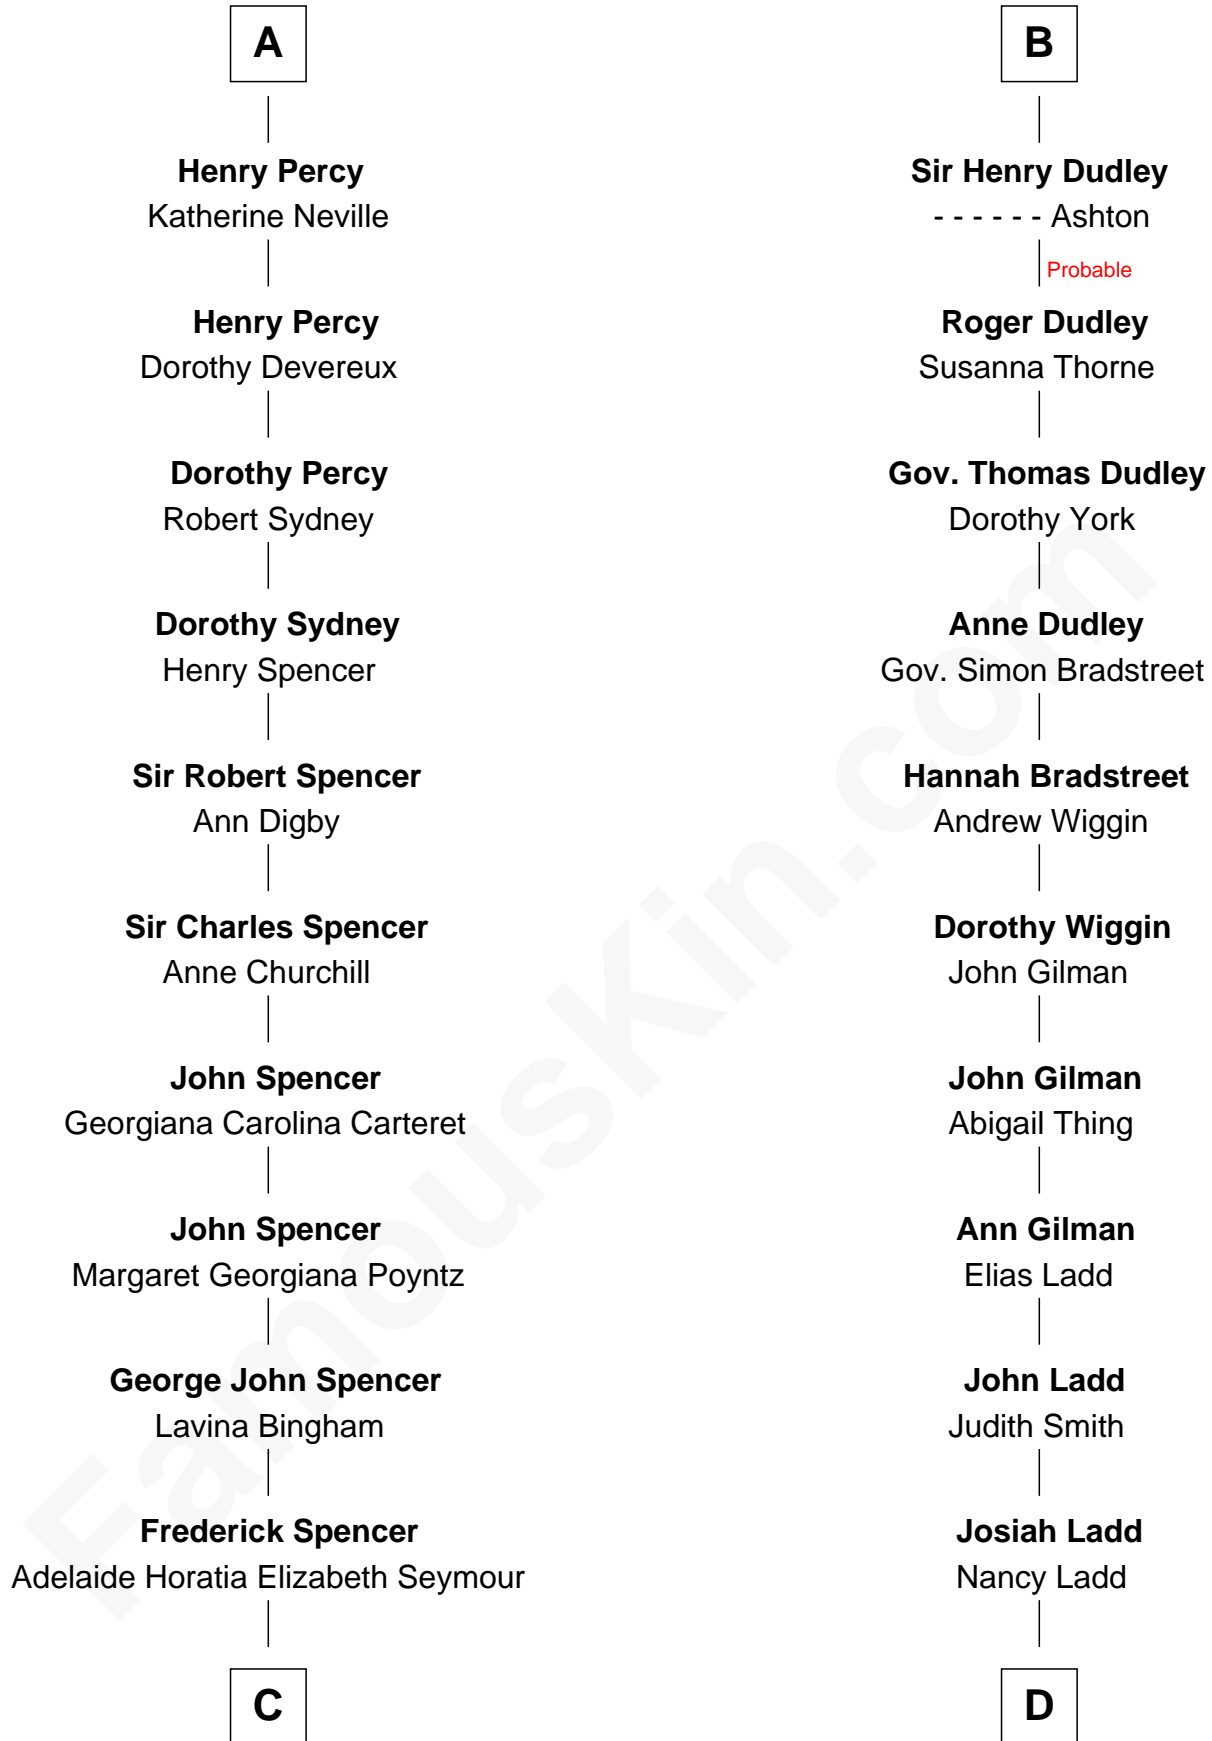 A
Henry Percy
Katherine Neville
Henry Percy
Dorothy Devereux
Dorothy Percy
Robert Sydney
Dorothy Sydney
Henry Spencer
Sir Robert Spencer
Ann Digby
Sir Charles Spencer
Anne Churchill
John Spencer
Georgiana Carolina Carteret
John Spencer
Margaret Georgiana Poyntz
George John Spencer
Lavina Bingham
Frederick Spencer
Adelaide Horatia Elizabeth Seymour
C
B
Sir Henry Dudley
- - - - - - Ashton
Probable
Roger Dudley
Susanna Thorne
Gov. Thomas Dudley
Dorothy York
Anne Dudley
Gov. Simon Bradstreet
Hannah Bradstreet
Andrew Wiggin
Dorothy Wiggin
John Gilman
John Gilman
Abigail Thing
Ann Gilman
Elias Ladd
John Ladd
Judith Smith
Josiah Ladd
Nancy Ladd
D
FamousKin.com